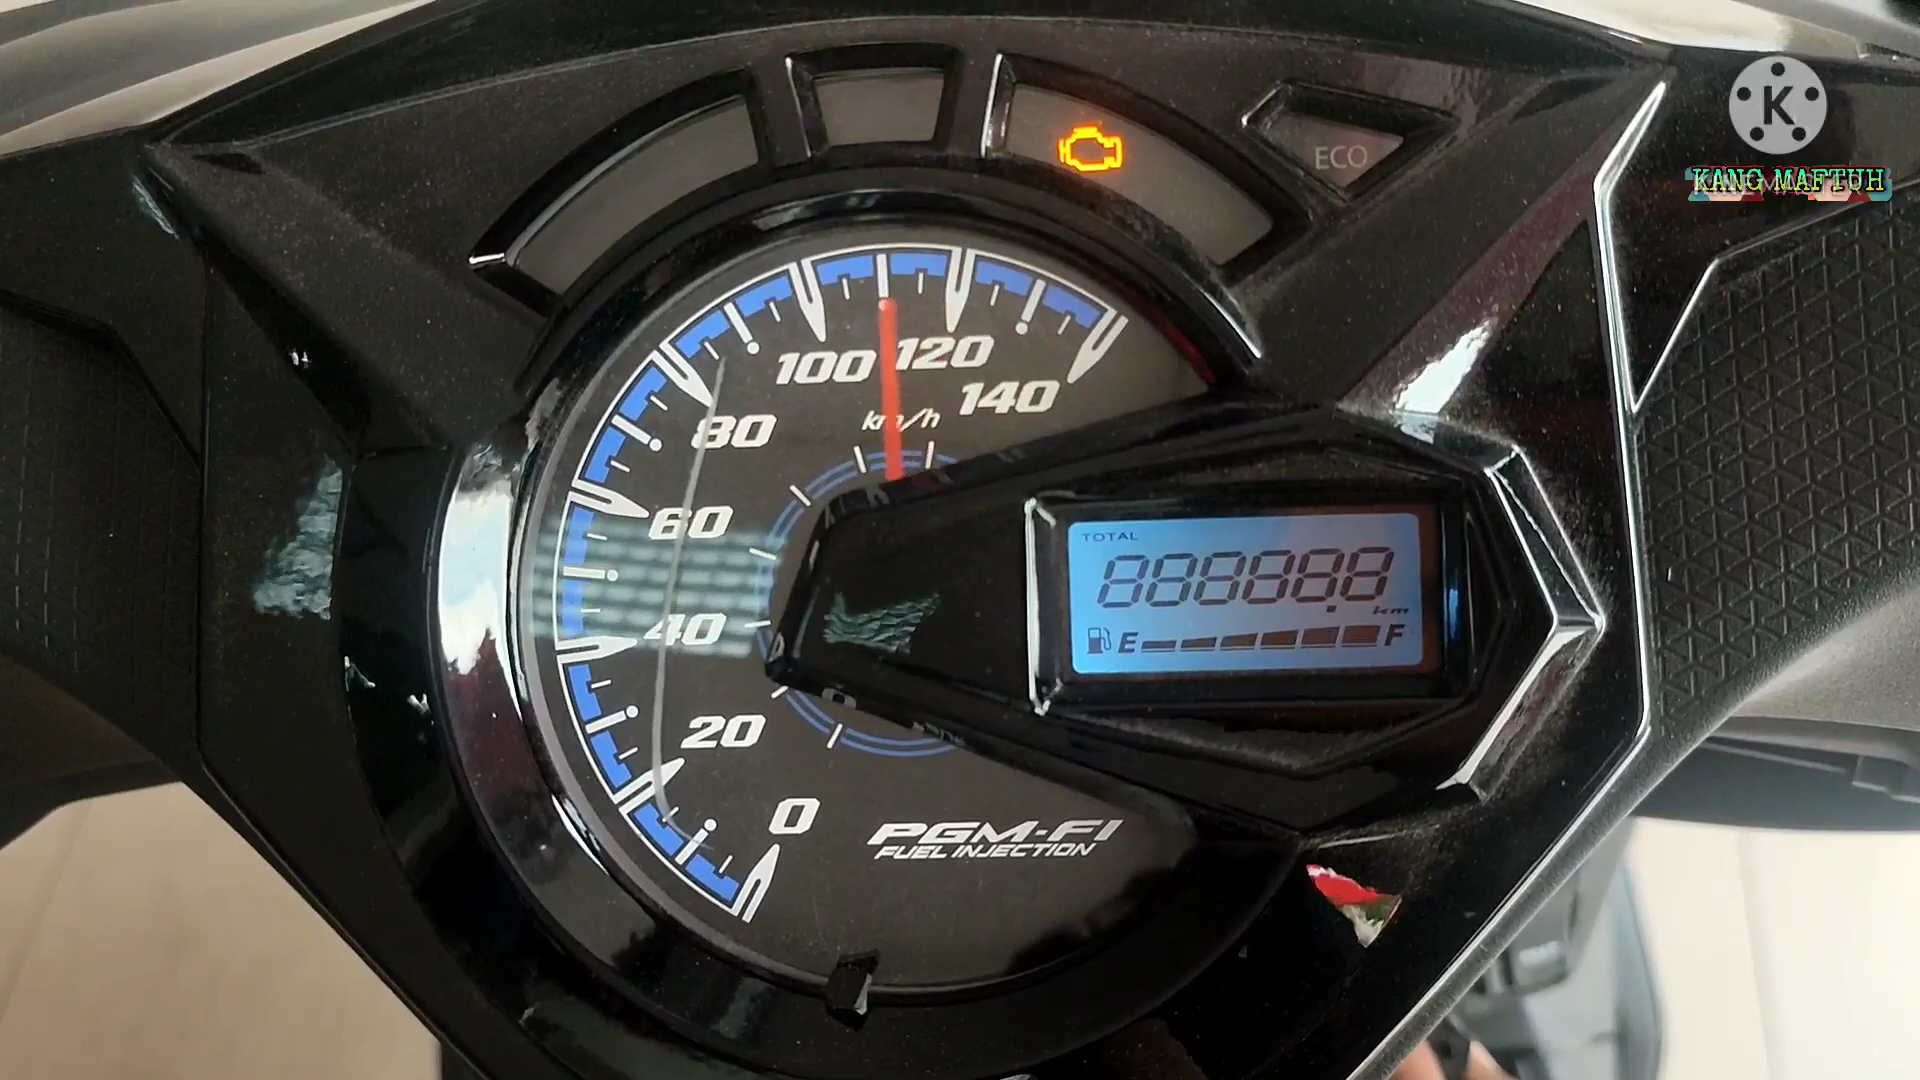 K
KANG MAFTUH
ECO
100
120
140
km/h
80
60
40
20
0
TOTAL
888888.8
km
E
F
PGM-FI
FUEL INJECTION